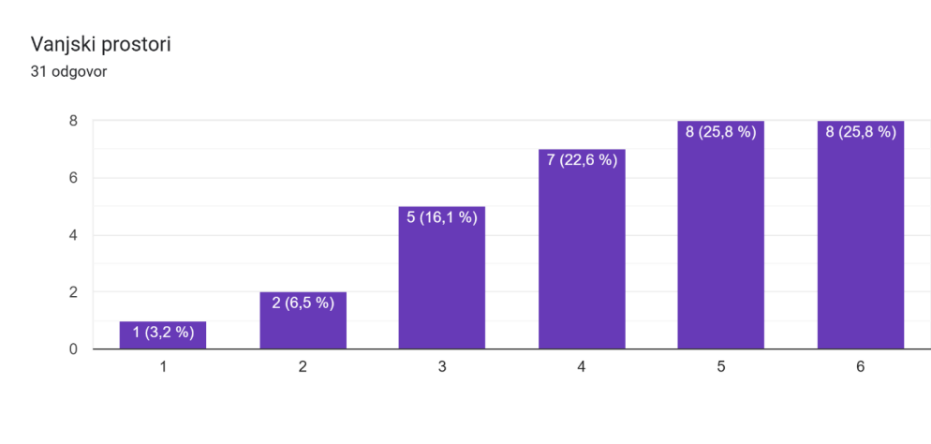 Vanjski prostori
31 odgovor
8
6
4
2
0
1 (3,2 %)
2 (6,5 %)
5 (16,1 %)
7 (22,6 %)
8 (25,8 %)
8 (25,8 %)
1 2 3 4 5 6